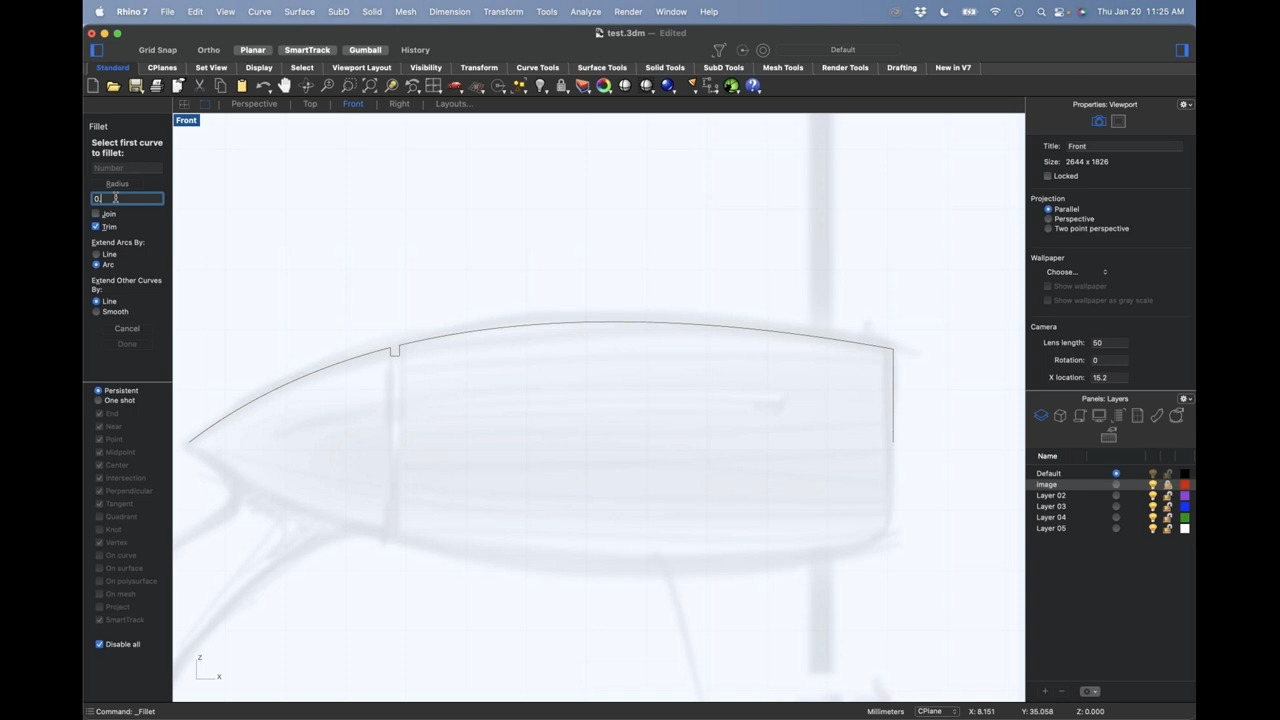 Rhino 7 File Edit View Curve Surface SubD Solid Mesh Dimension Transform Tools Analyze Render Window Help Thu Jan 20 11:25 AM
test.3dm — Edited
Grid Snap Ortho Planar SmartTrack Gumball History Default
Standard CPlanes Set View Display Select Viewport Layout Visibility Transform Curve Tools Surface Tools Solid Tools SubD Tools Mesh Tools Render Tools Drafting New in V7
Perspective Top Front Right Layouts...
Front
Fillet
Select first curve
to fillet:
Number
Radius
0.
Join
Trim
Extend Arcs By:
Line
Arc
Extend Other Curves
By:
Line
Smooth
Cancel
Done
Persistent
One shot
End
Near
Point
Midpoint
Center
Intersection
Perpendicular
Tangent
Quadrant
Knot
Vertex
On curve
On surface
On polysurface
On mesh
Project
SmartTrack
Disable all
z
x
Properties: Viewport
Title: Front
Size: 2644 x 1826
Locked
Projection
Parallel
Perspective
Two point perspective
Wallpaper
Choose...
Show wallpaper
Show wallpaper as gray scale
Camera
Lens length: 50
Rotation: 0
X location: 15.2
Panels: Layers
Name
Default
Image
Layer 02
Layer 03
Layer 04
Layer 05
Command: _Fillet Millimeters CPlane X: 8.151 Y: 35.058 Z: 0.000